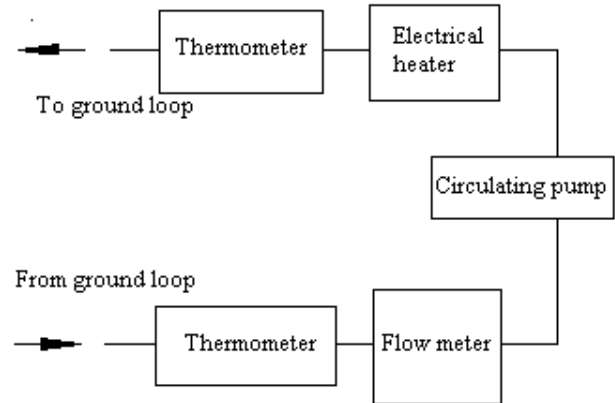 Thermometer
Electrical
heater
To ground loop
Circulating pump
From ground loop
Thermometer
Flow meter